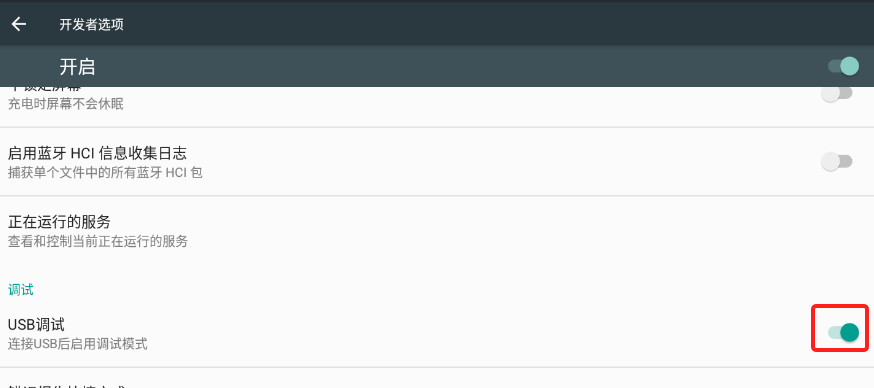 开发者选项
开启
充电时屏幕不会休眠
启用蓝牙 HCI 信息收集日志
捕获单个文件中的所有蓝牙 HCI 包
正在运行的服务
查看和控制当前正在运行的服务
调试
USB调试
连接USB后启用调试模式